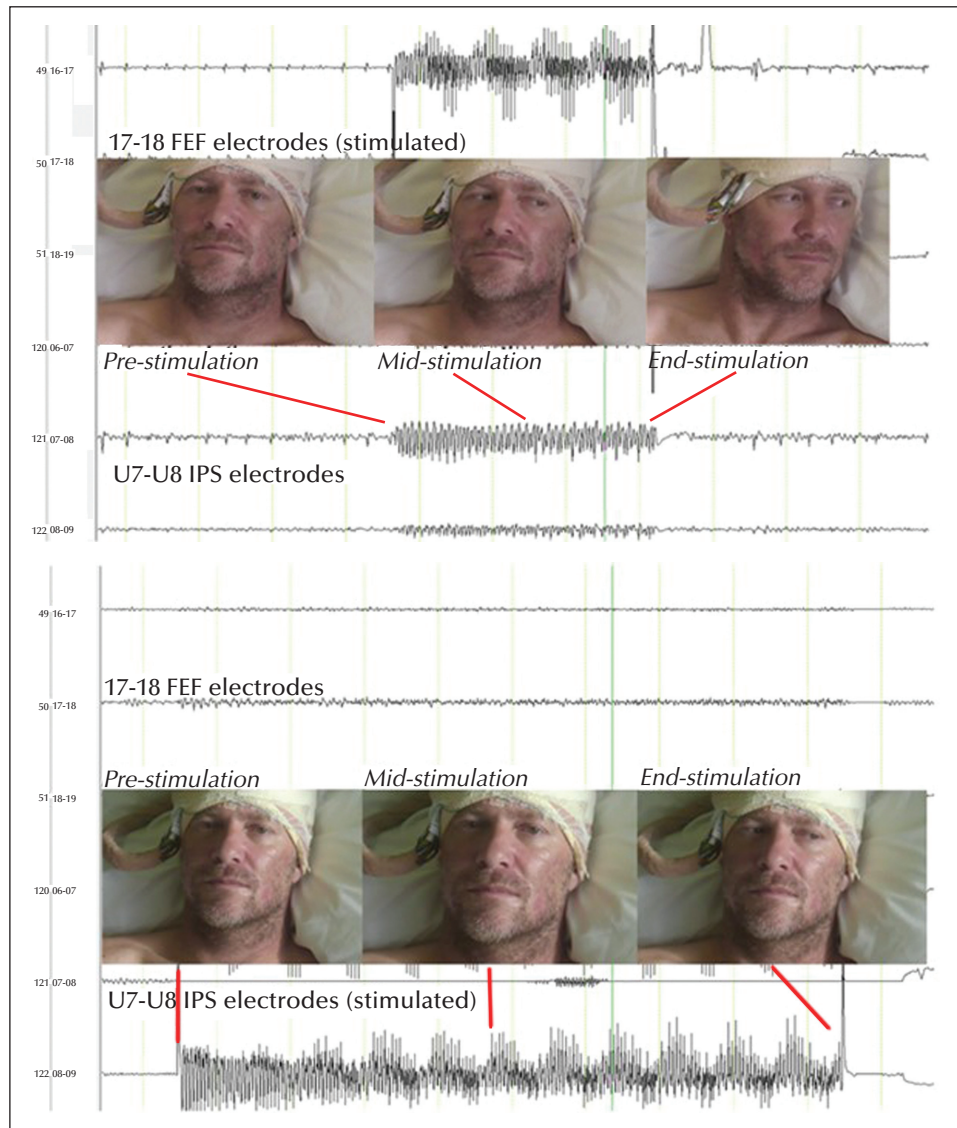 49 16-17
17-18 FEF electrodes (stimulated)
50 17-18
51 18-19
120 06-07
Pre-stimulation Mid-stimulation End-stimulation
121 07-08
U7-U8 IPS electrodes
122 08-09
49 16-17
17-18 FEF electrodes
50 17-18
Pre-stimulation Mid-stimulation End-stimulation
51 18-19
120 06-07
121 07-08
U7-U8 IPS electrodes (stimulated)
122 08-09